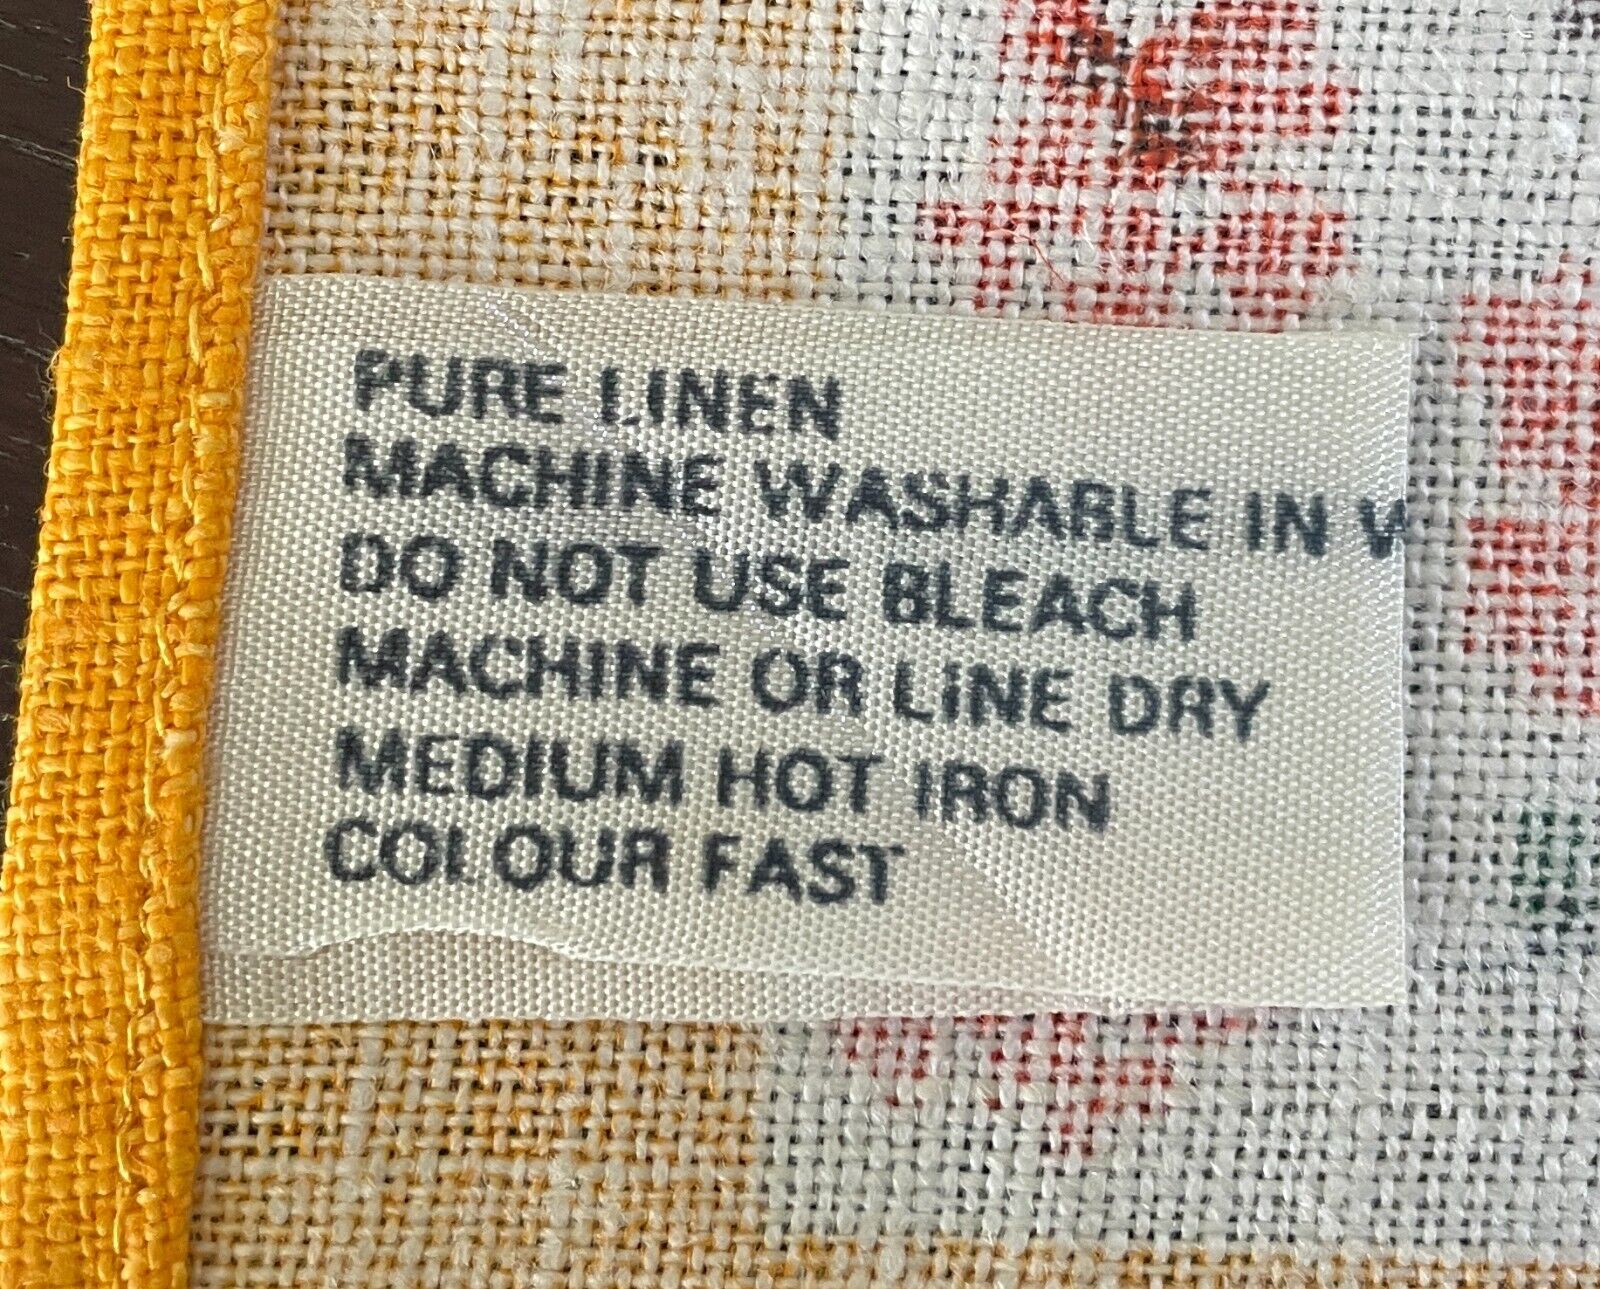 PURE LINEN
MACHINE WASHABLE IN
DO NOT USE BLEACH
MACHINE OR LINE DRY
MEDIUM HOT IRON
COLOUR FAST